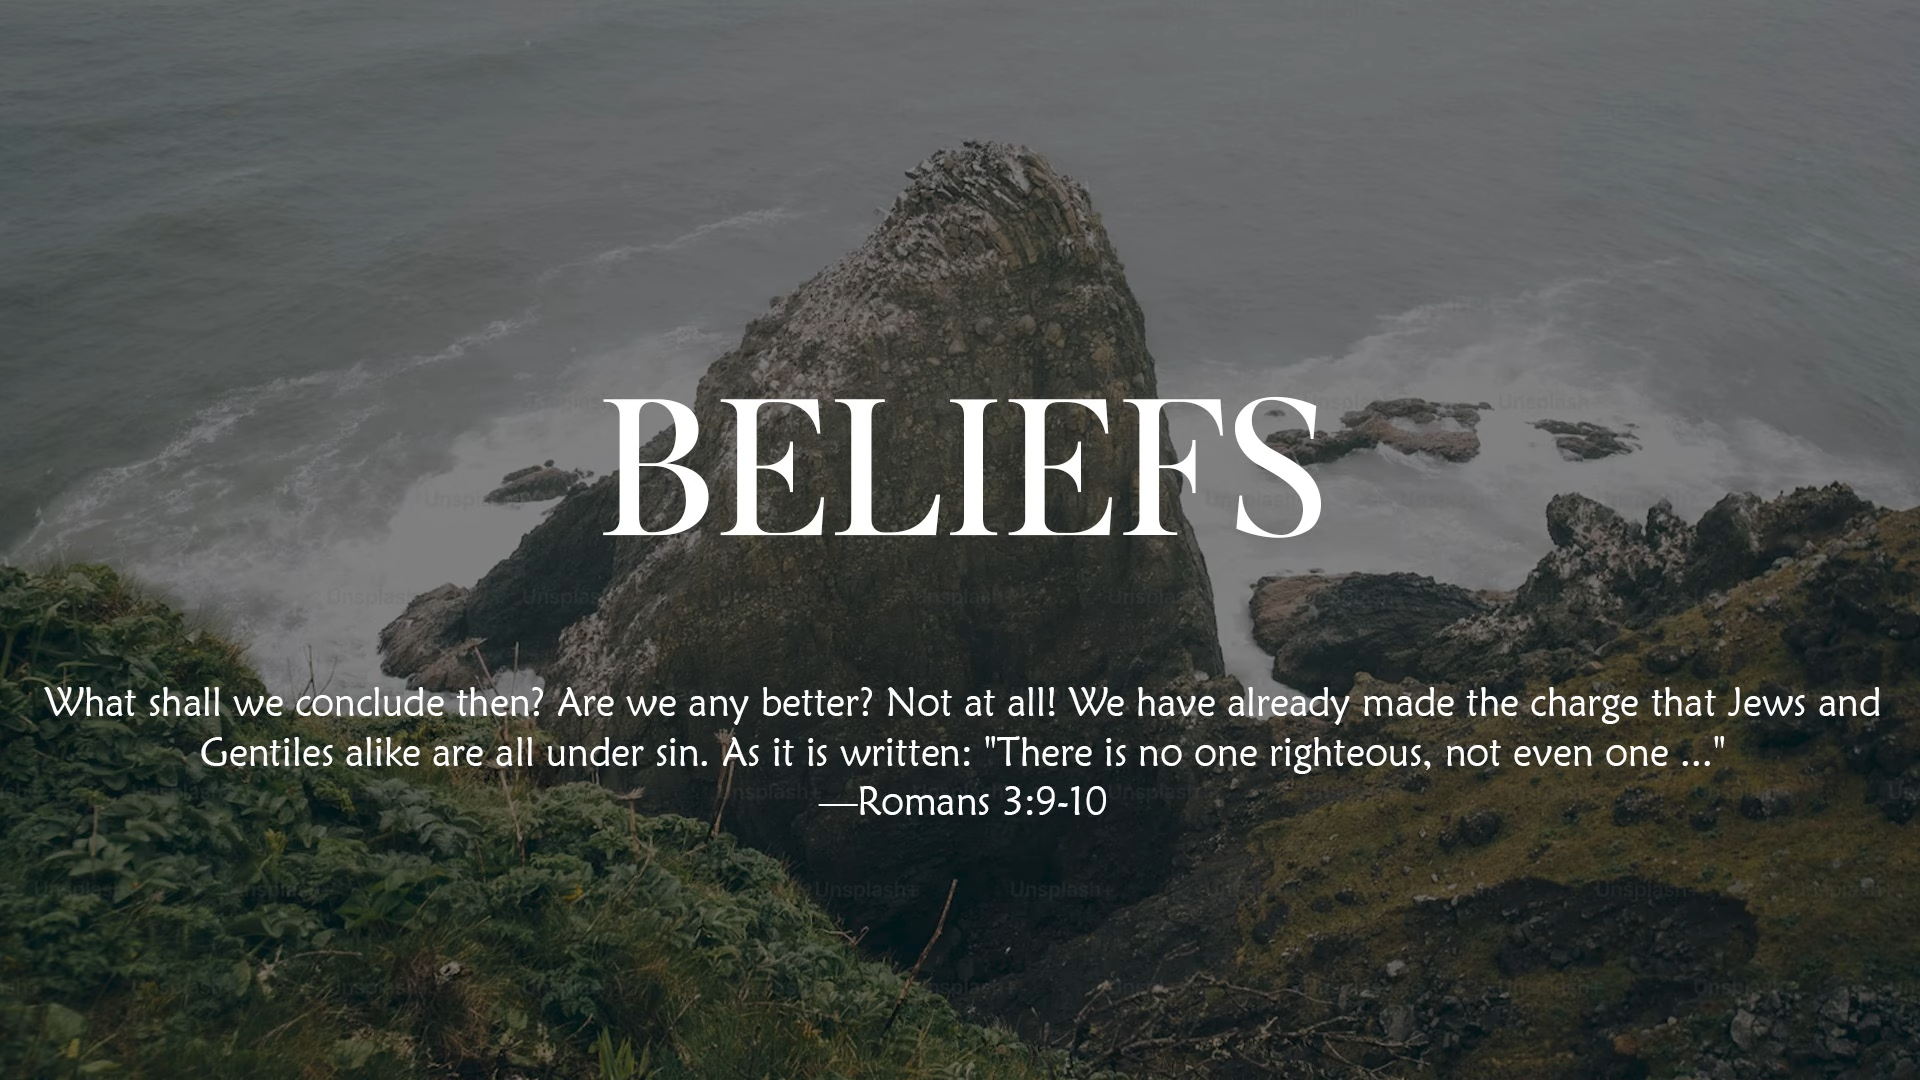 BELIEFS
What shall we conclude then? Are we any better? Not at all! We have already made the charge that Jews and
Gentiles alike are all under sin. As it is written: "There is no one righteous, not even one ..."
—Romans 3:9-10
Unsplash+